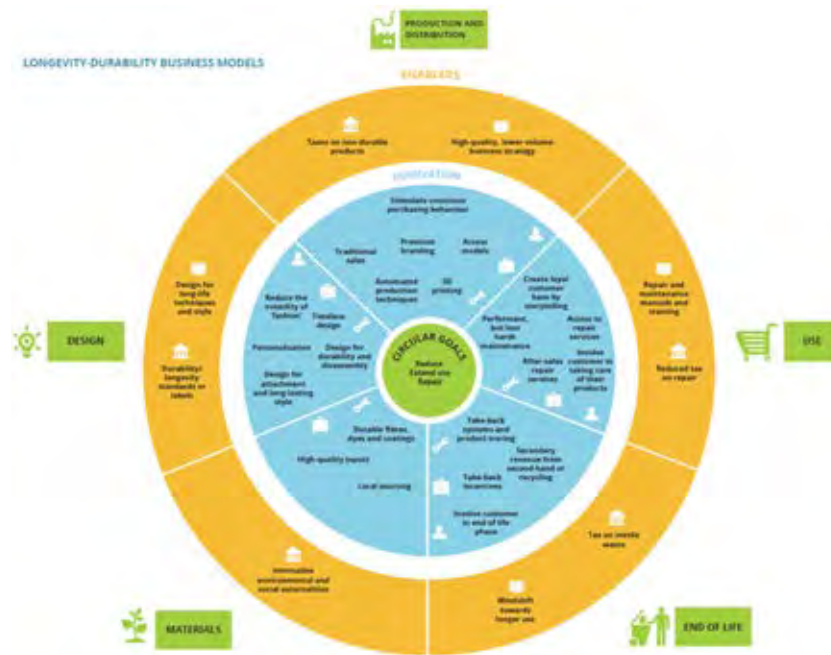 PRODUCTION AND
DISTRIBUTION
LONGEVITY-DURABILITY BUSINESS MODELS
ENABLERS
Taxes on non-durable
products
High-quality, lower-volume
business strategy
INNOVATION
Stimulate conscious
purchasing behaviour
Traditional
sales
Premium
branding
Access
models
Automated
production
techniques
3D
printing
Design for
long-life
techniques
and style
Durability/
longevity
standards or
labels
DESIGN
Reduce the
volatility of
'fashion'
Timeless
design
Personalisation
Design for
durability and
disassembly
Design for
attachment
and long-lasting
style
CIRCULAR GOALS
Reduce
Extend use
Repair
Create loyal
customer
base by
storytelling
Performant,
but less
harsh
maintenance
Access to
repair
services
After-sales
repair
services
Involve
customer in
taking care
of their
products
Repair and
maintenance
manuals and
training
Reduced tax
on repair
USE
Durable fibres,
dyes and coatings
High-quality inputs
Local sourcing
Take-back
systems and
product tracing
Secondary
revenue from
second-hand or
recycling
Take-back
incentives
Involve customer
in end of life
phase
Internalise
environmental and
social externalities
Tax on textile
waste
Mindshift
towards
longer use
MATERIALS
END OF LIFE